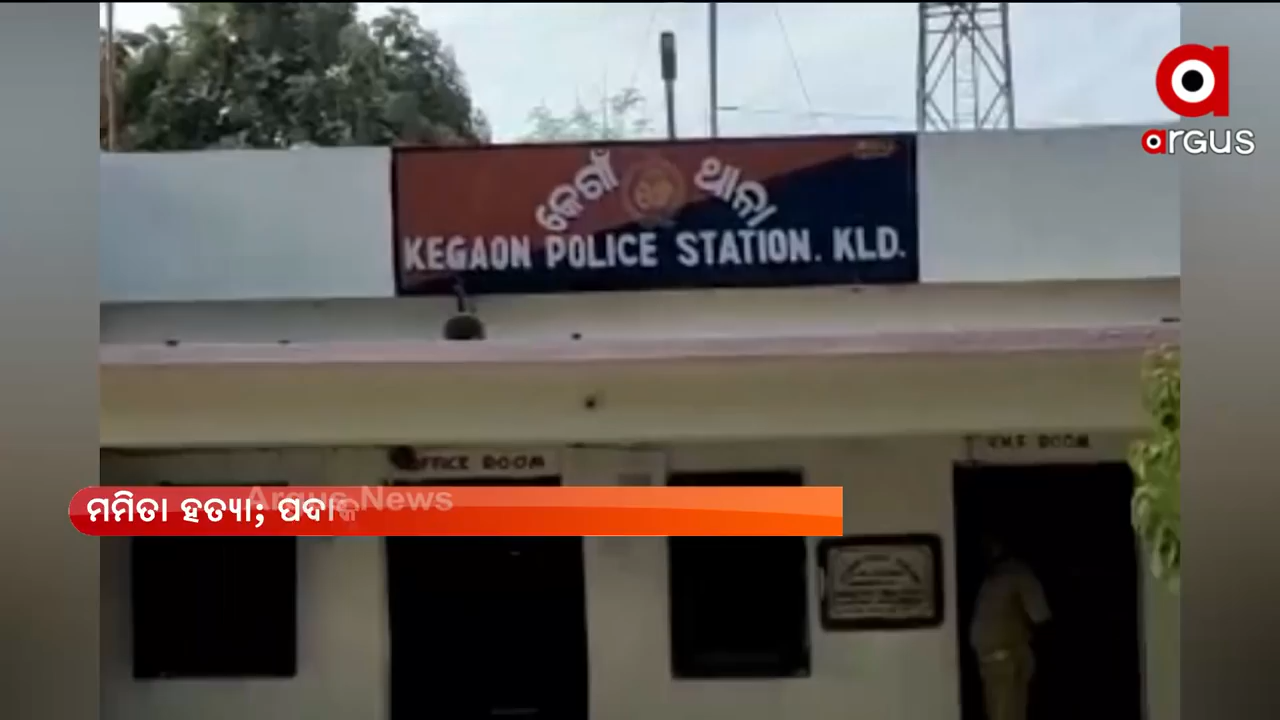 argus
କେଗାଁ ଥାନା
KEGAON POLICE STATION. KLD.
OFFICE ROOM
ମମିତା ହତ୍ୟା; ପଦାକ
Argus News